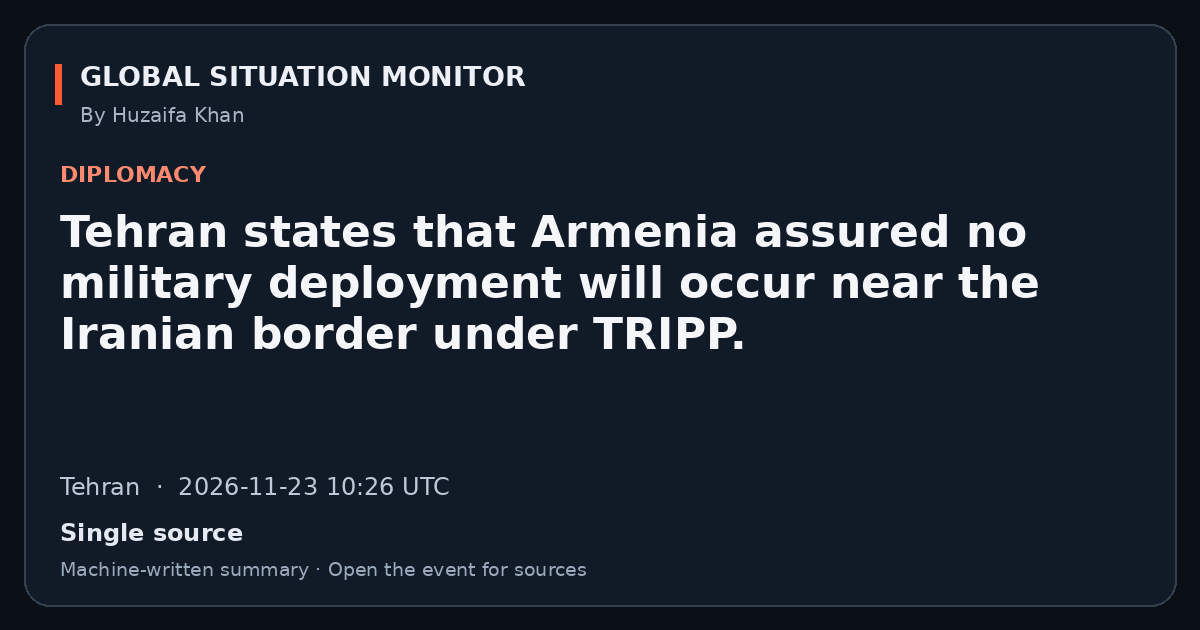 GLOBAL SITUATION MONITOR
By Huzaifa Khan
DIPLOMACY
Tehran states that Armenia assured no
military deployment will occur near the
Iranian border under TRIPP.
Tehran · 2026-11-23 10:26 UTC
Single source
Machine-written summary · Open the event for sources